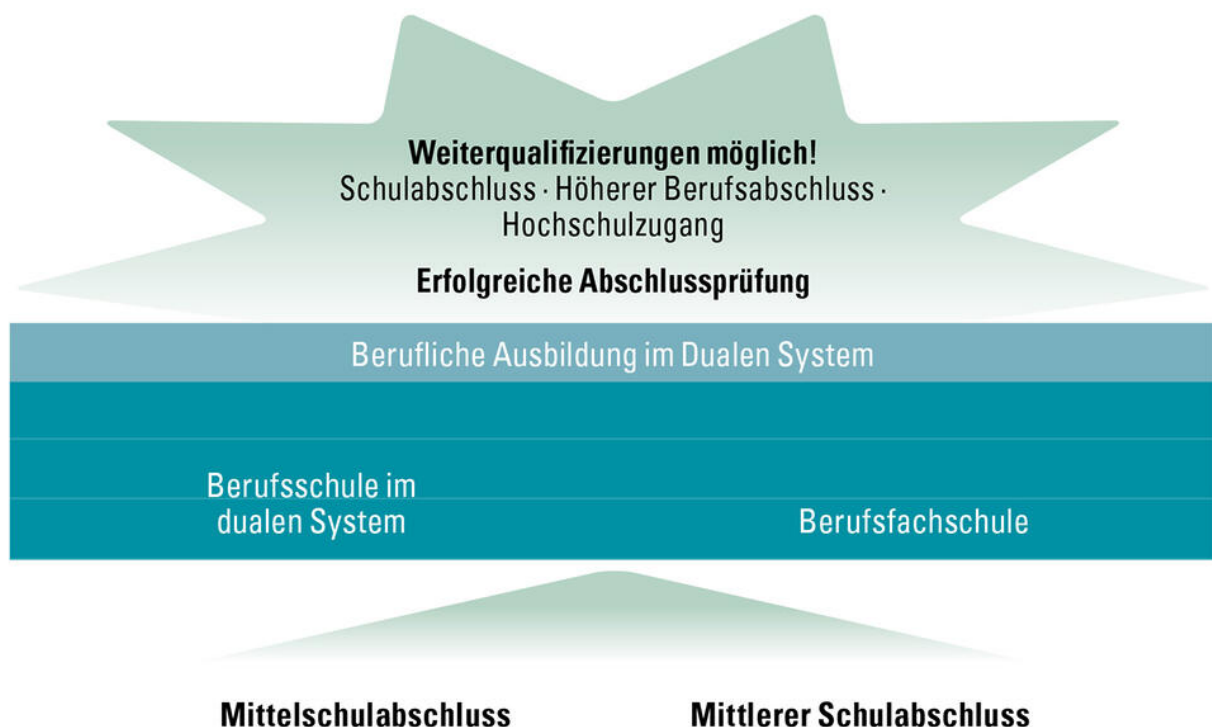 Weiterqualifizierungen möglich!
Schulabschluss · Höherer Berufsabschluss ·
Hochschulzugang
Erfolgreiche Abschlussprüfung
Berufliche Ausbildung im Dualen System
Berufsschule im
dualen System
Berufsfachschule
Mittelschulabschluss
Mittlerer Schulabschluss